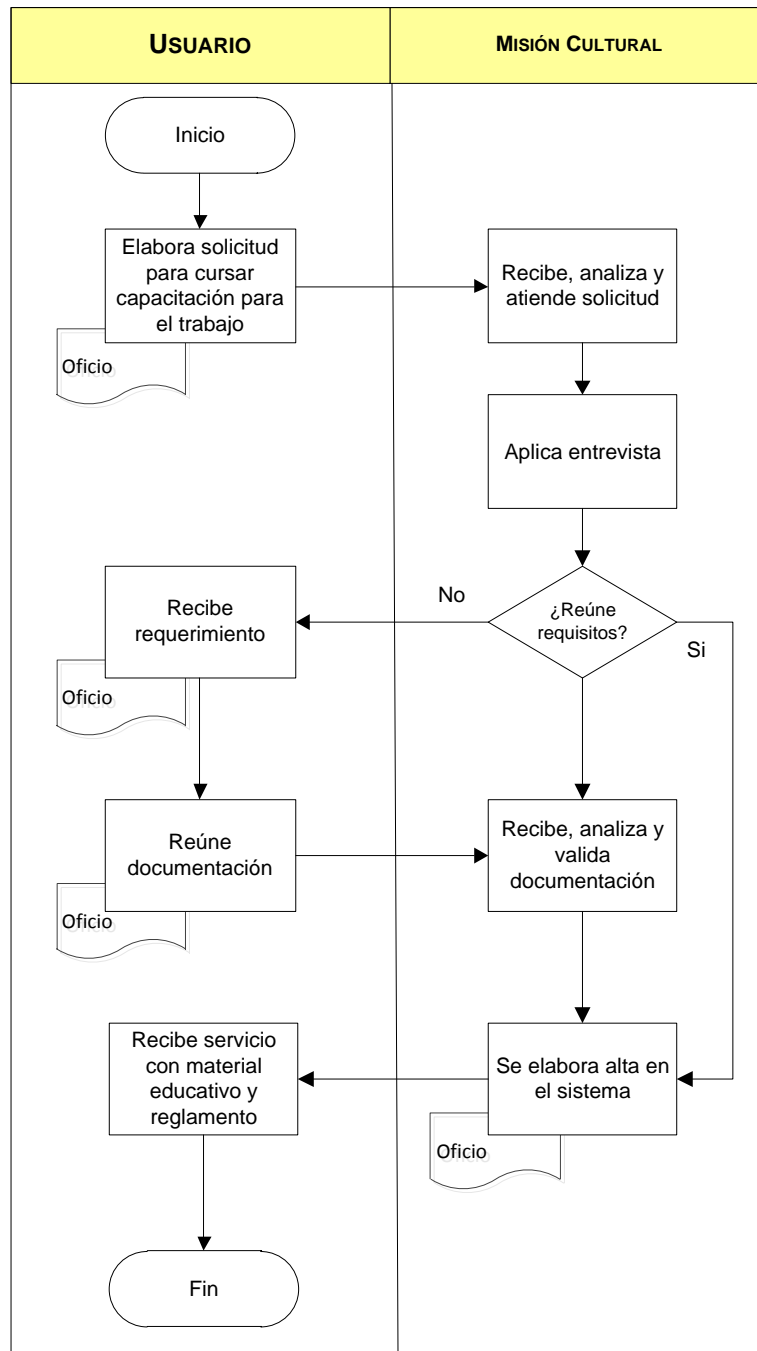 USUARIO
MISIÓN CULTURAL
Inicio
Elabora solicitud
para cursar
capacitación para
el trabajo
Oficio
Recibe, analiza y
atiende solicitud
Aplica entrevista
¿Reúne
requisitos?
No
Si
Recibe
requerimiento
Oficio
Reúne
documentación
Oficio
Recibe, analiza y
valida
documentación
Se elabora alta en
el sistema
Oficio
Recibe servicio
con material
educativo y
reglamento
Fin